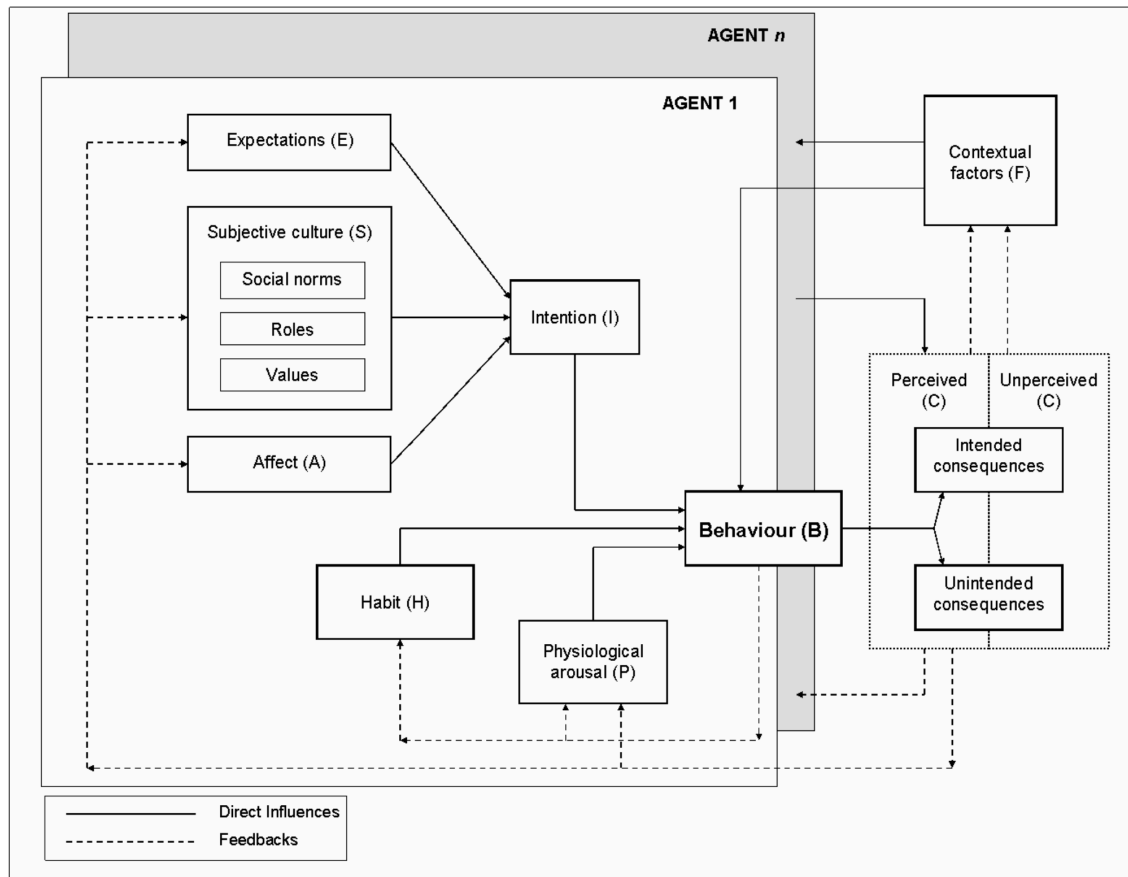 AGENT n
AGENT 1
Expectations (E)
Contextual
factors (F)
Subjective culture (S)
Social norms
Roles
Values
Intention (I)
Perceived
(C)
Unperceived
(C)
Intended
consequences
Affect (A)
Behaviour (B)
Unintended
consequences
Habit (H)
Physiological
arousal (P)
Direct Influences
Feedbacks